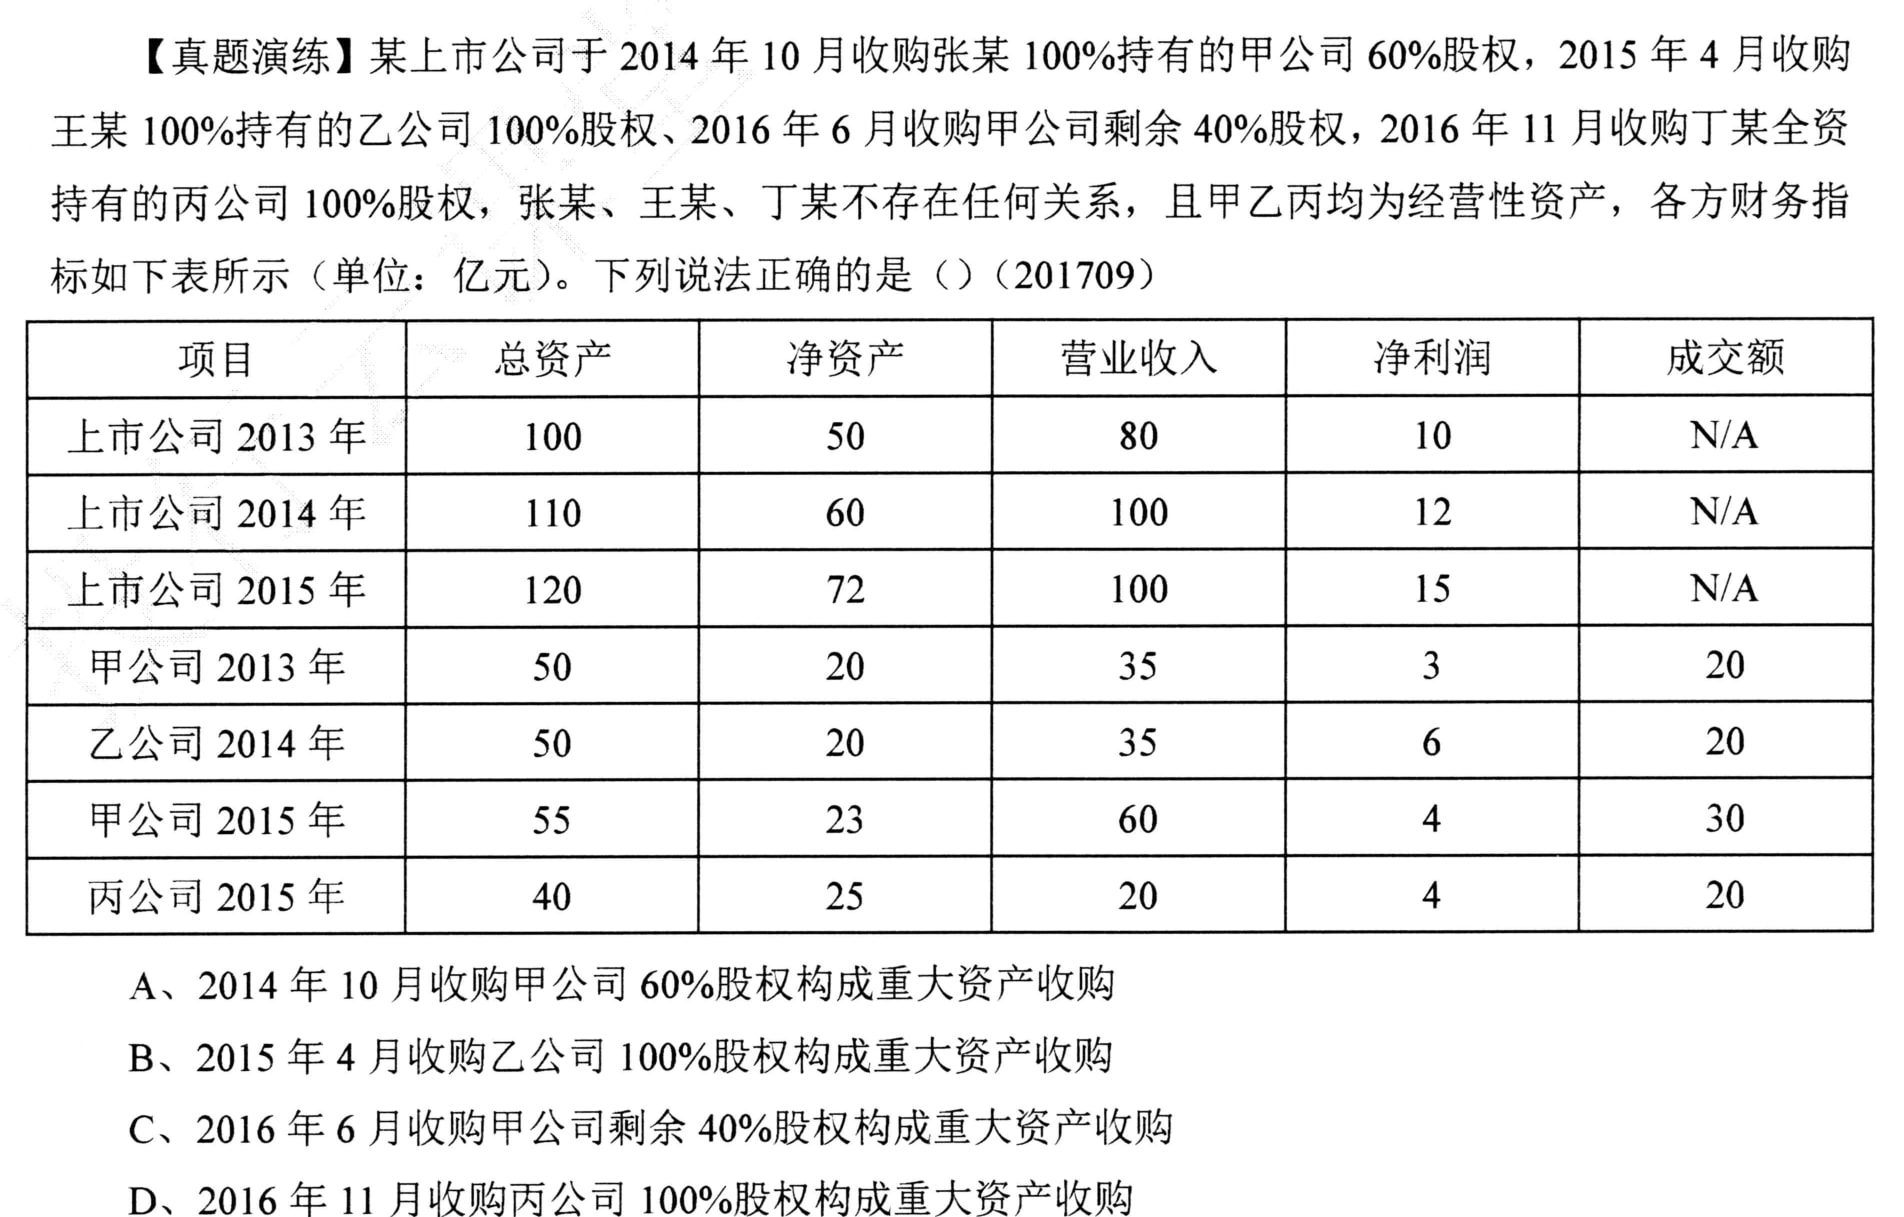 【真题演练】某上市公司于 2014 年 10 月收购张某 100%持有的甲公司 60%股权，2015 年 4 月收购
王某 100%持有的乙公司 100%股权、2016 年 6 月收购甲公司剩余 40%股权，2016 年 11 月收购丁某全资
持有的丙公司 100%股权，张某、王某、丁某不存在任何关系，且甲乙丙均为经营性资产，各方财务指
标如下表所示（单位：亿元）。下列说法正确的是（）（201709）
项目 总资产 净资产 营业收入 净利润 成交额
上市公司 2013 年 100 50 80 10 N/A
上市公司 2014 年 110 60 100 12 N/A
上市公司 2015 年 120 72 100 15 N/A
甲公司 2013 年 50 20 35 3 20
乙公司 2014 年 50 20 35 6 20
甲公司 2015 年 55 23 60 4 30
丙公司 2015 年 40 25 20 4 20
A、2014 年 10 月收购甲公司 60%股权构成重大资产收购
B、2015 年 4 月收购乙公司 100%股权构成重大资产收购
C、2016 年 6 月收购甲公司剩余 40%股权构成重大资产收购
D、2016 年 11 月收购丙公司 100%股权构成重大资产收购